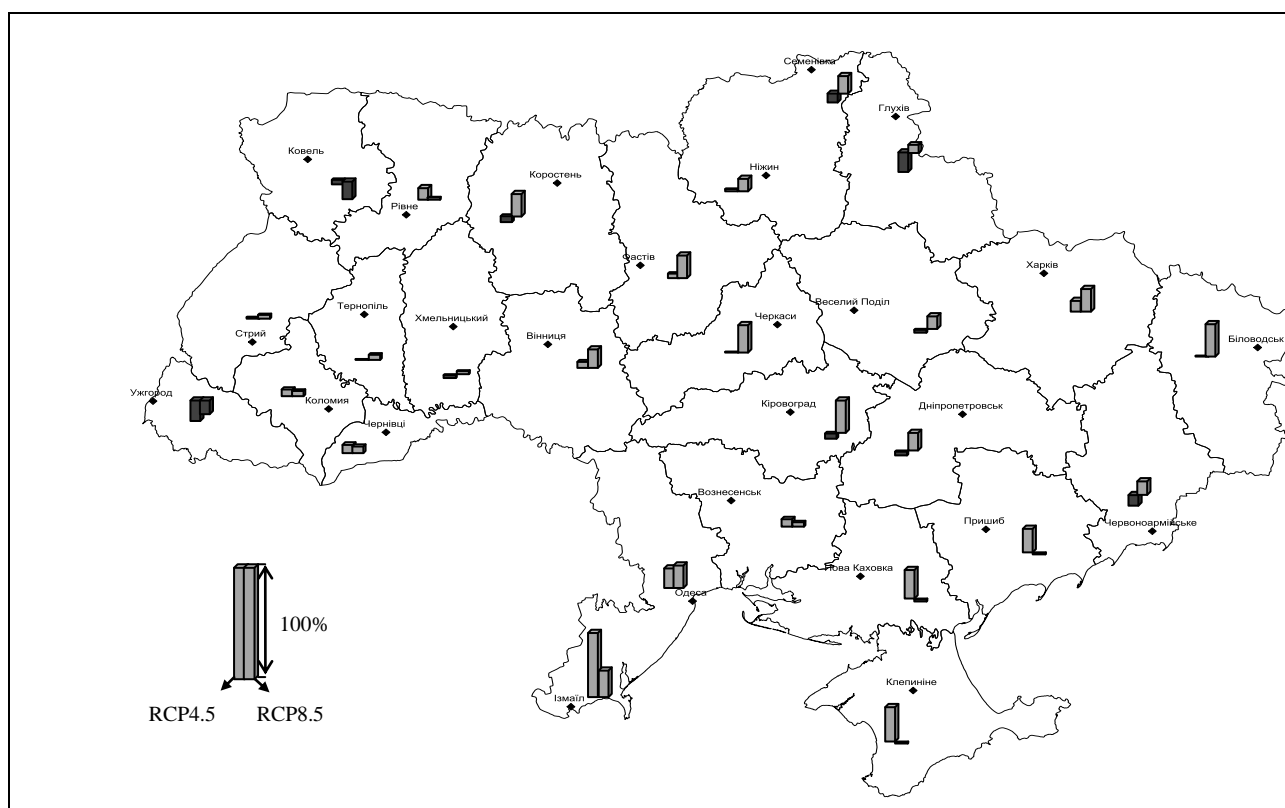 Семенівка
Глухів
Ковель
Ніжин
Коростень
Рівне
Фастів
Харків
Тернопіль
Хмельницький
Веселий Поділ
Черкаси
Стрий
Вінниця
Біловодськ
Ужгород
Коломия
Кіровоград
Дніпропетровськ
Чернівці
Вознесенськ
Пришиб
Червоноармійське
Нова Каховка
Одеса
100%
Клепиніне
Ізмаїл
RCP4.5
RCP8.5